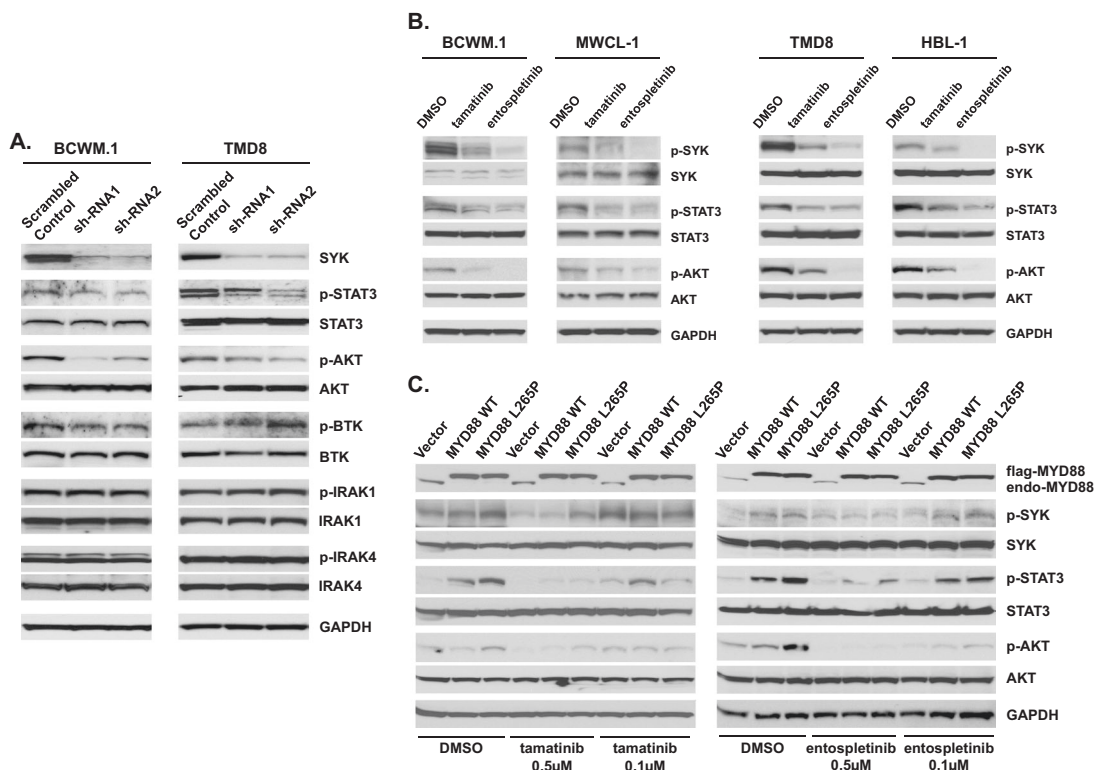 A.
BCWM.1 TMD8
Scrambled Control sh-RNA1 sh-RNA2 Scrambled Control sh-RNA1 sh-RNA2
SYK
p-STAT3
STAT3
p-AKT
AKT
p-BTK
BTK
p-IRAK1
IRAK1
p-IRAK4
IRAK4
GAPDH
B.
BCWM.1 MWCL-1 TMD8 HBL-1
DMSO tamatinib entospletinib DMSO tamatinib entospletinib DMSO tamatinib entospletinib DMSO tamatinib entospletinib
p-SYK p-SYK
SYK SYK
p-STAT3 p-STAT3
STAT3 STAT3
p-AKT p-AKT
AKT AKT
GAPDH GAPDH
C.
Vector MYD88 WT MYD88 L265P Vector MYD88 WT MYD88 L265P Vector MYD88 WT MYD88 L265P Vector MYD88 WT MYD88 L265P Vector MYD88 WT MYD88 L265P Vector MYD88 WT MYD88 L265P
flag-MYD88
endo-MYD88
p-SYK
SYK
p-STAT3
STAT3
p-AKT
AKT
GAPDH
DMSO tamatinib tamatinib DMSO entospletinib entospletinib
0.5µM 0.1µM 0.5µM 0.1µM